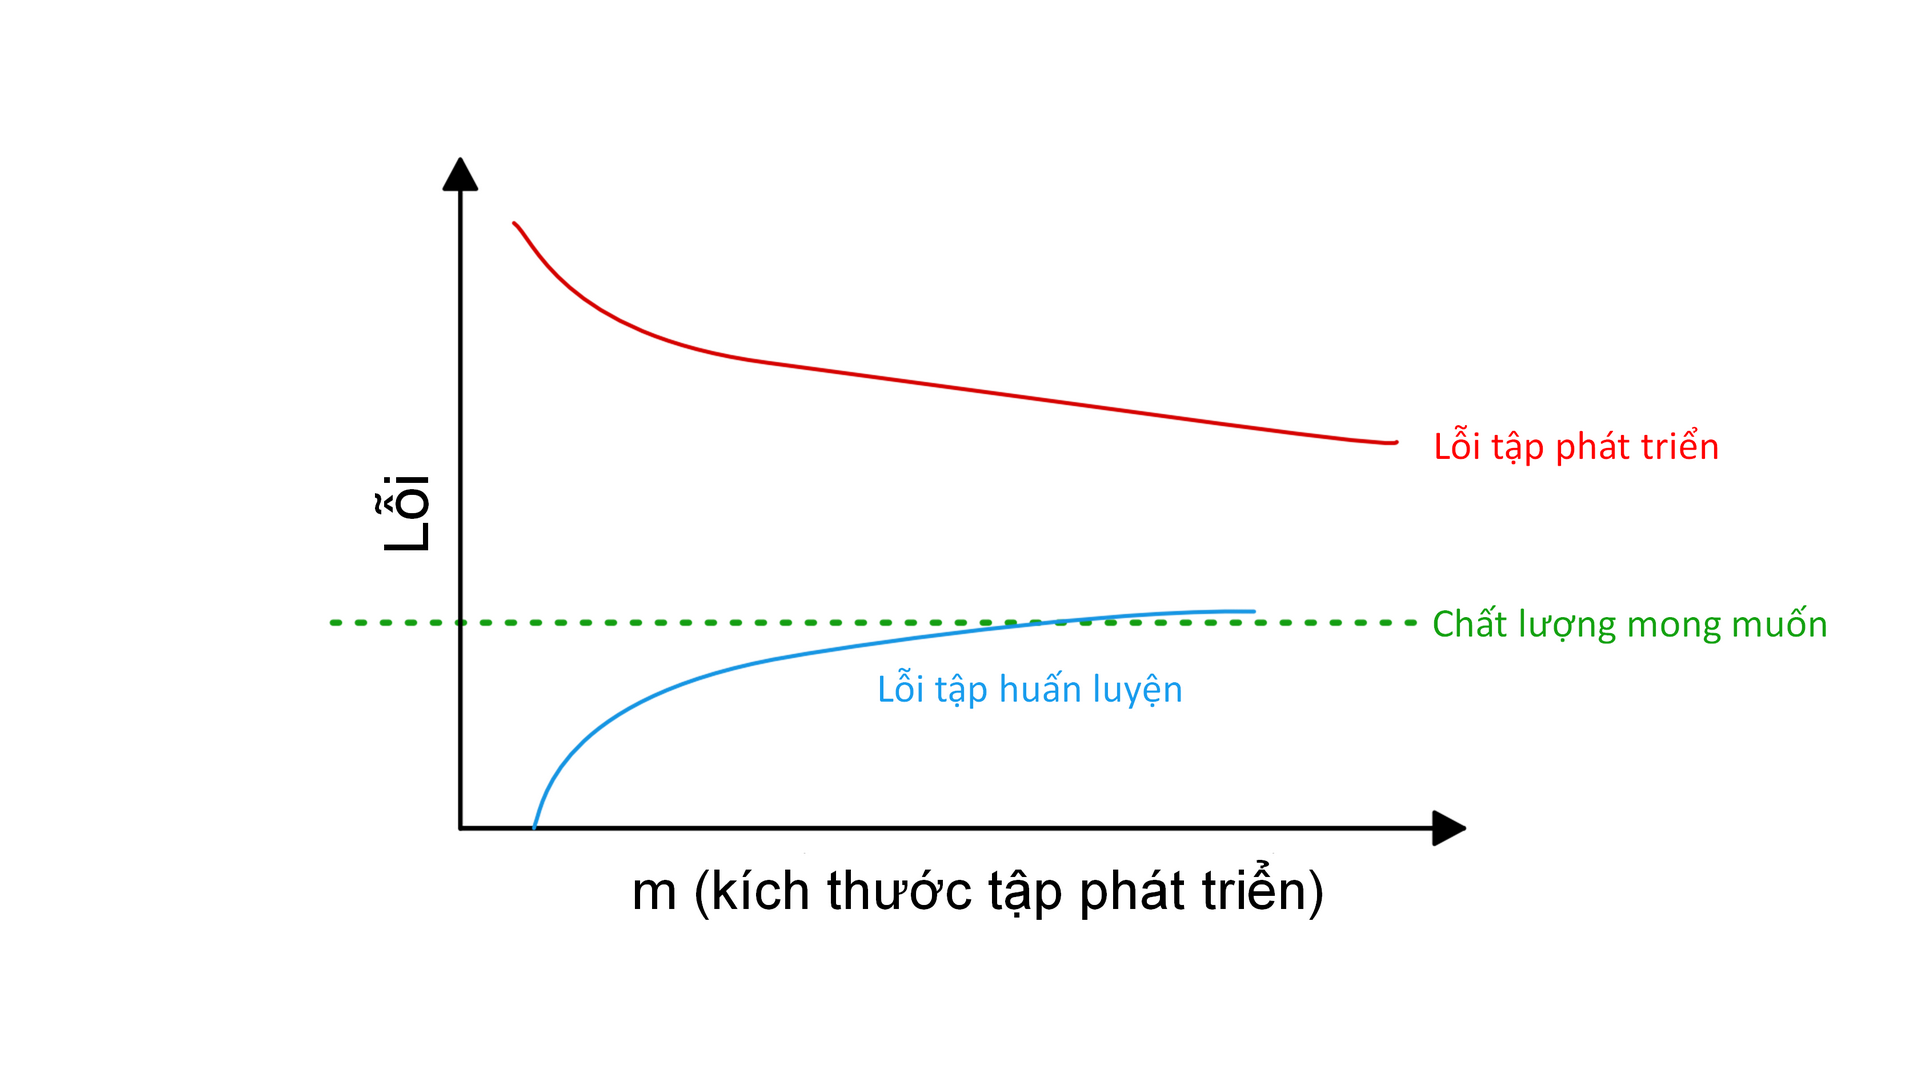 Lỗi tập phát triển
Lỗi
Chất lượng mong muốn
Lỗi tập huấn luyện
m (kích thước tập phát triển)